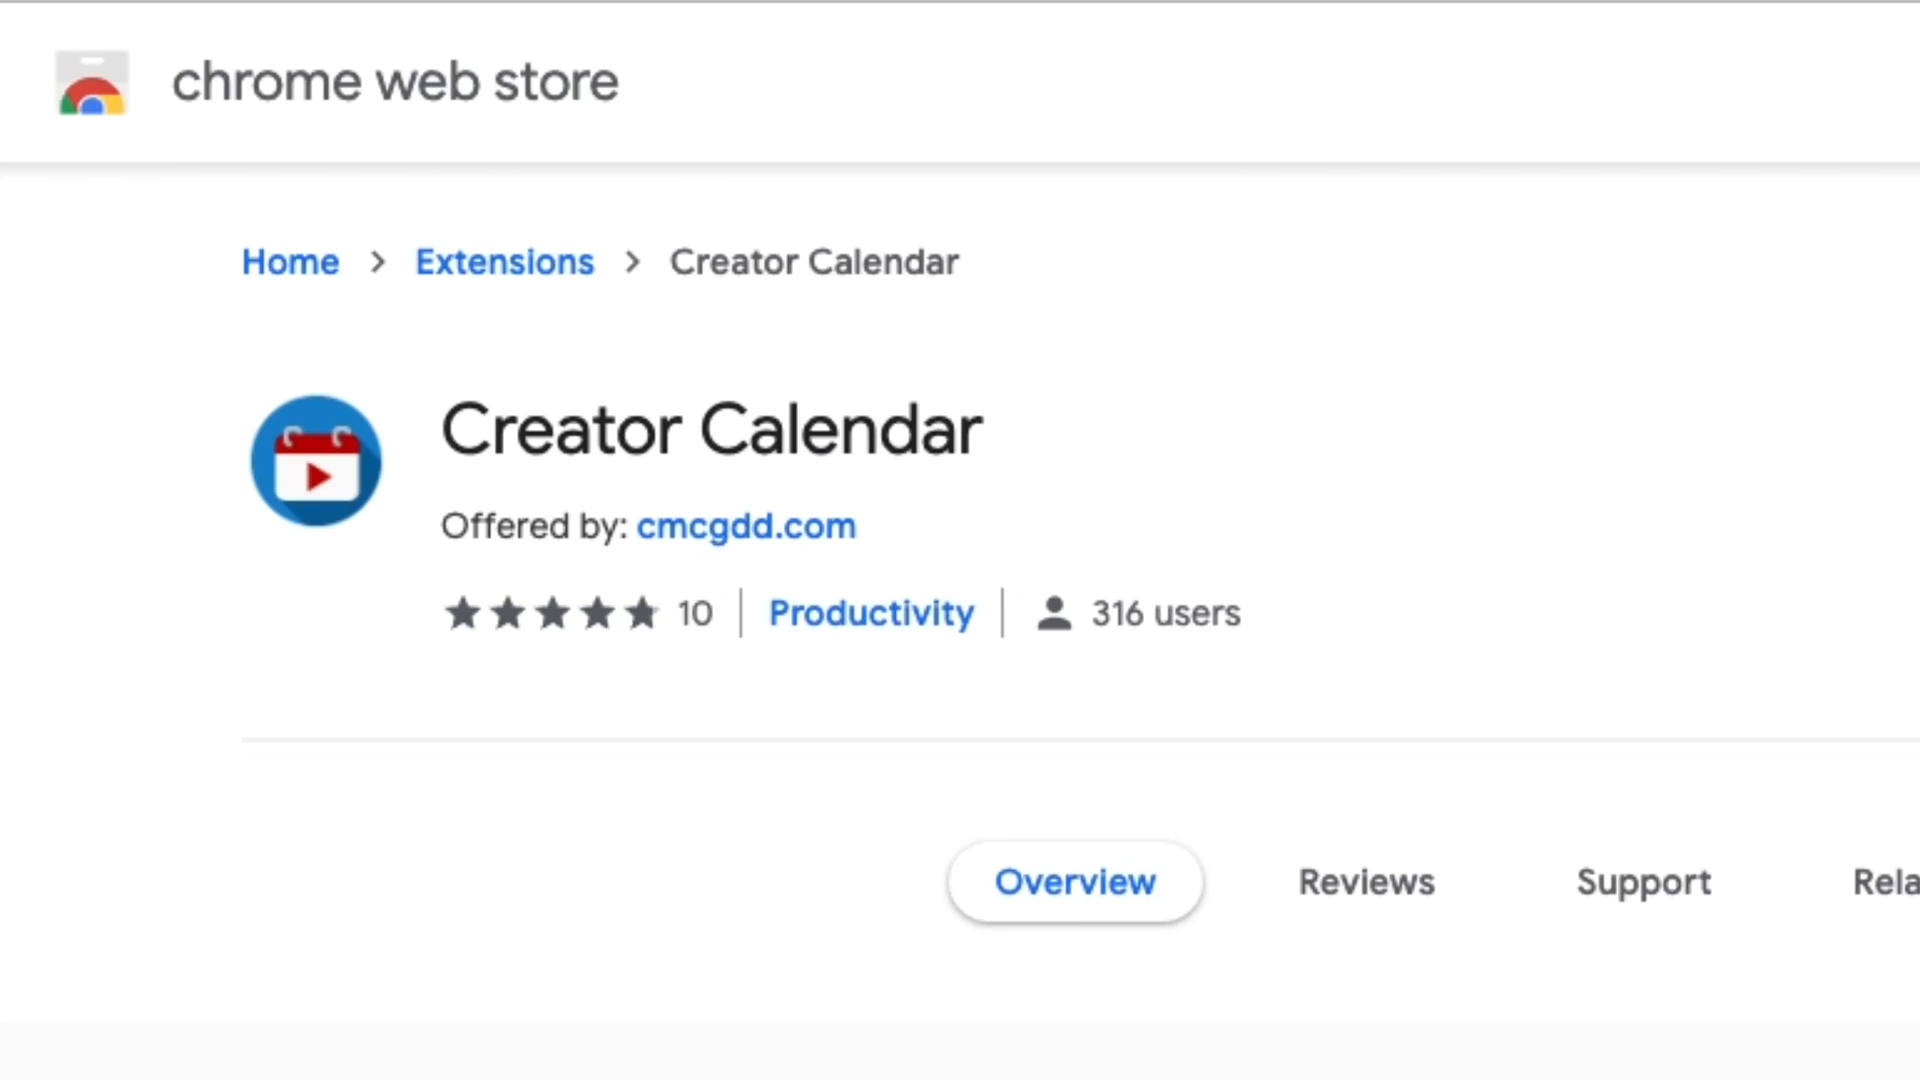 chrome web store
Home > Extensions > Creator Calendar
Creator Calendar
Offered by: cmcgdd.com
10 | Productivity | 316 users
Overview Reviews Support Rela